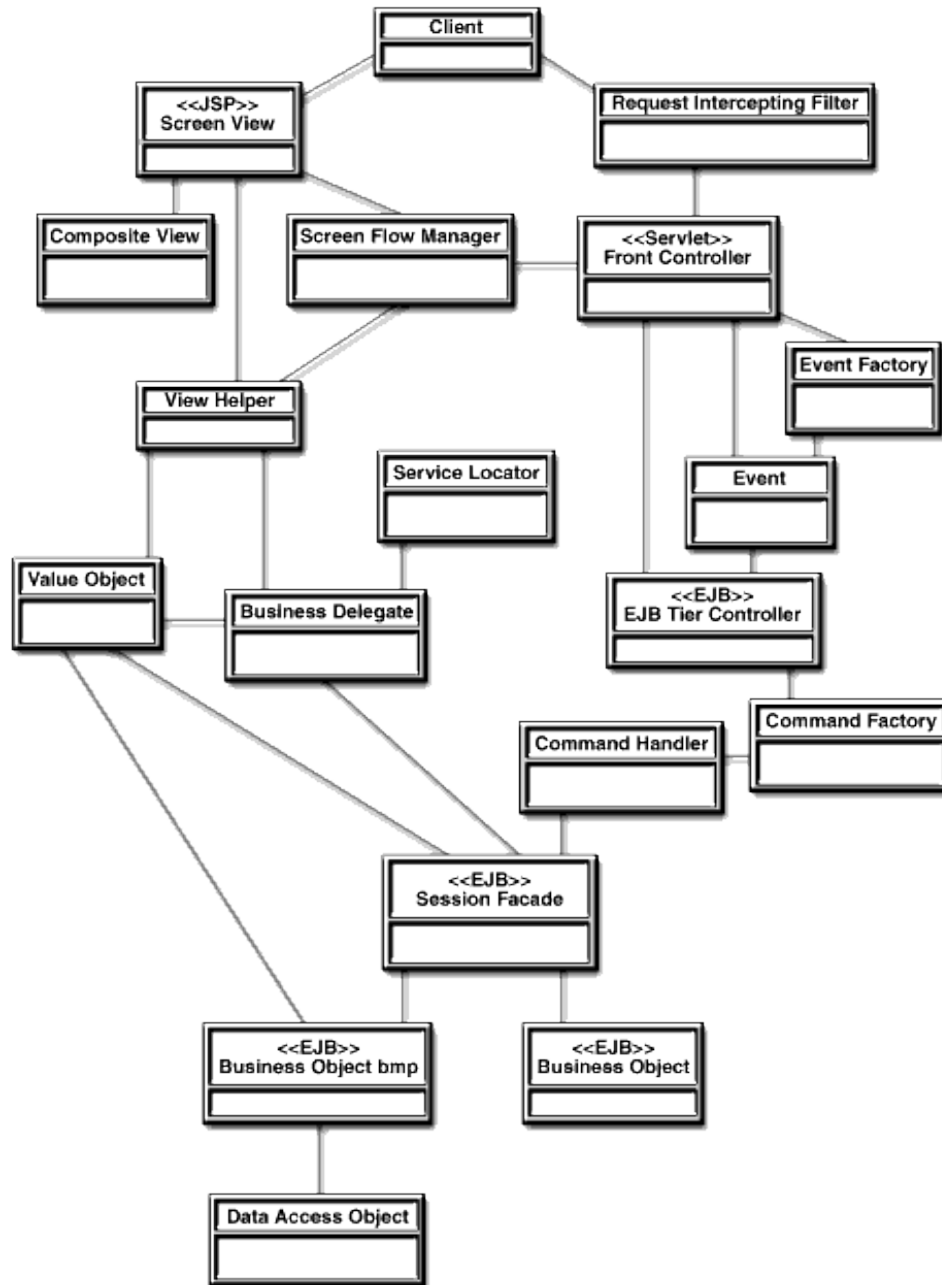 Client
<<JSP>>
Screen View
Request Intercepting Filter
Composite View
Screen Flow Manager
<<Servlet>>
Front Controller
Event Factory
View Helper
Service Locator
Event
Value Object
Business Delegate
<<EJB>>
EJB Tier Controller
Command Factory
Command Handler
<<EJB>>
Session Facade
<<EJB>>
Business Object bmp
<<EJB>>
Business Object
Data Access Object